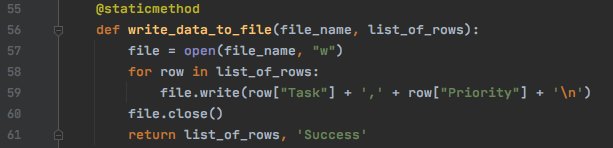 55 @staticmethod
56 def write_data_to_file(file_name, list_of_rows):
57 file = open(file_name, "w")
58 for row in list_of_rows:
59 file.write(row["Task"] + ',' + row["Priority"] + '\n')
60 file.close()
61 return list_of_rows, 'Success'